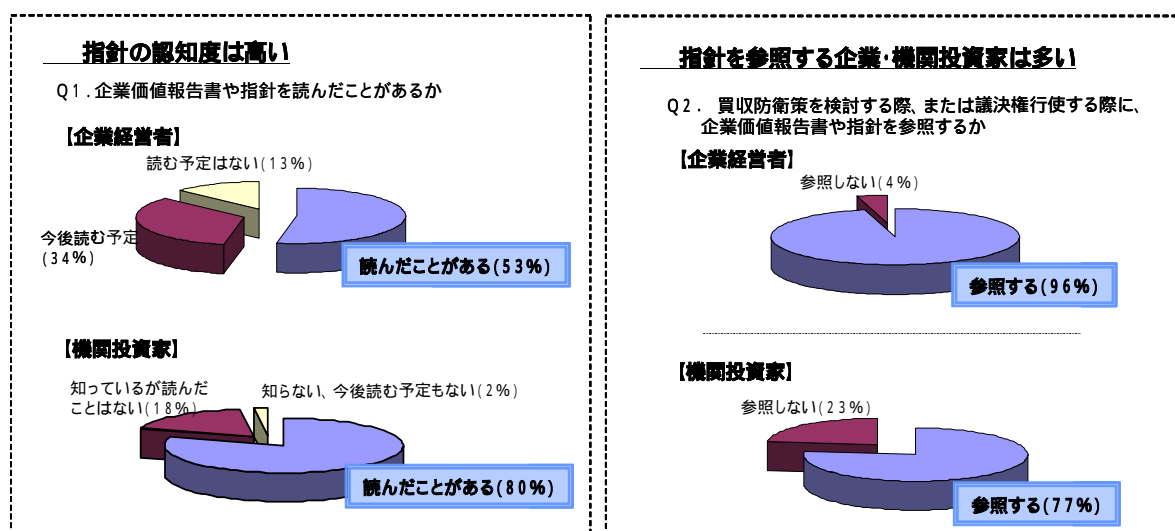 指針の認知度は高い
Q1.企業価値報告書や指針を読んだことがあるか
【企業経営者】
読む予定はない(13%)
今後読む予定
(34%)
読んだことがある(53%)
【機関投資家】
知っているが読んだ
ことはない(18%)
知らない、今後読む予定もない(2%)
読んだことがある(80%)
指針を参照する企業・機関投資家は多い
Q2. 買収防衛策を検討する際、または議決権行使する際に、
企業価値報告書や指針を参照するか
【企業経営者】
参照しない(4%)
参照する(96%)
【機関投資家】
参照しない(23%)
参照する(77%)